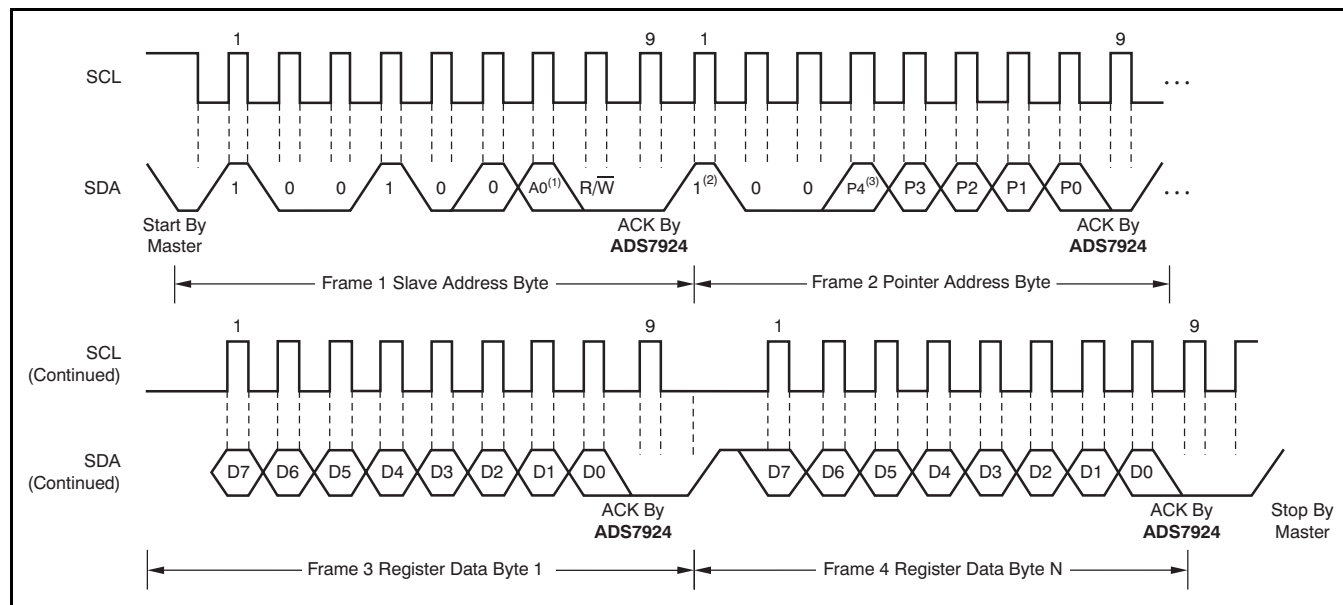 1 9 1 9
SCL ...
SDA 1 0 0 1 0 0 A0(1) R/W̅ 1(2) 0 0 P4(3) P3 P2 P1 P0 ...
Start By Master
ACK By ADS7924
ACK By ADS7924
Frame 1 Slave Address Byte
Frame 2 Pointer Address Byte
1 9 1 9
SCL (Continued)
SDA (Continued) D7 D6 D5 D4 D3 D2 D1 D0 D7 D6 D5 D4 D3 D2 D1 D0
ACK By ADS7924
ACK By ADS7924
Stop By Master
Frame 3 Register Data Byte 1
Frame 4 Register Data Byte N